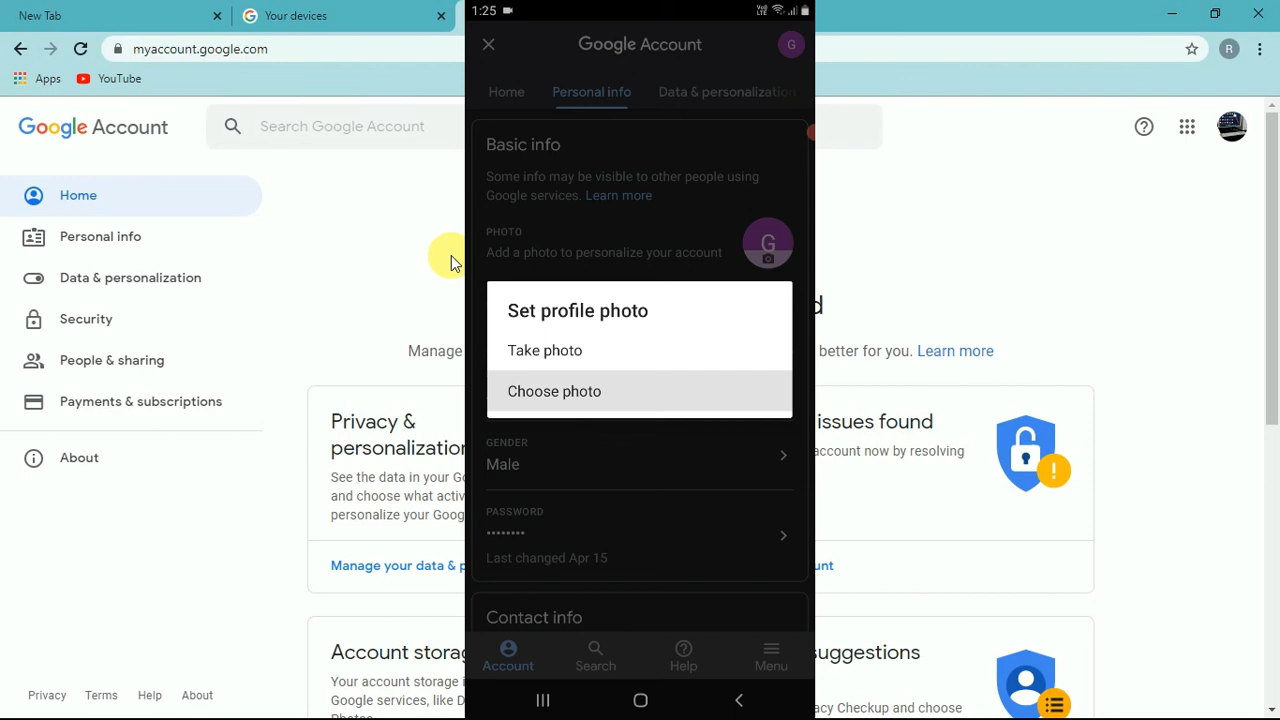 New Tab
Your devices
myaccount.google.com
R
Apps
YouTube
Google Account
Search Google Account
Home
Personal info
Data & personalization
Security
People & sharing
Payments & subscriptions
About
Privacy
Terms
Help
About
Manage
better for you. Learn more
Privacy &
personalization
See the data in your Go
and choose what activ
personalize your Goog
Manage your data & p
issues found
account now by resolving
Account storag
Your account storage i
Google services, like D
suggestions
acy Checkup and choose
1:25
Vo)
LTE
Google Account
G
Home
Personal info
Data & personalization
Basic info
Some info may be visible to other people using
Google services. Learn more
PHOTO
Add a photo to personalize your account
G
Set profile photo
Take photo
Choose photo
GENDER
Male
PASSWORD
••••••••
Last changed Apr 15
Contact info
Account
Search
Help
Menu